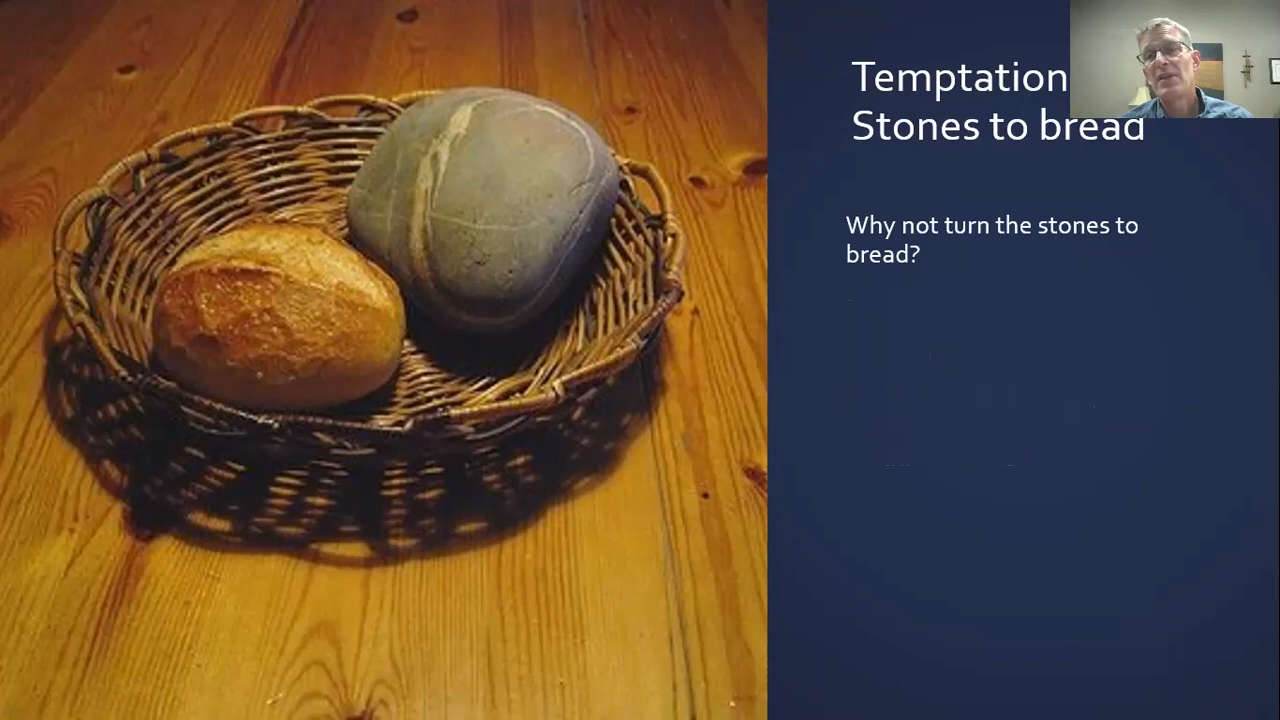 Temptation
Stones to bread
Why not turn the stones to
bread?